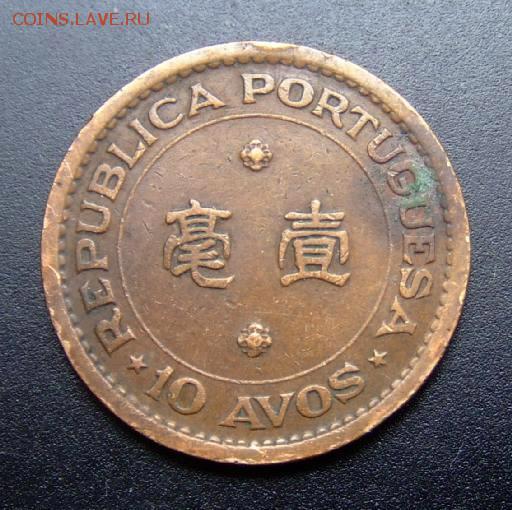 COINS.LAVE.RU
REPUBLICA PORTUGUESA
毫 壹
★ 10 AVOS ★